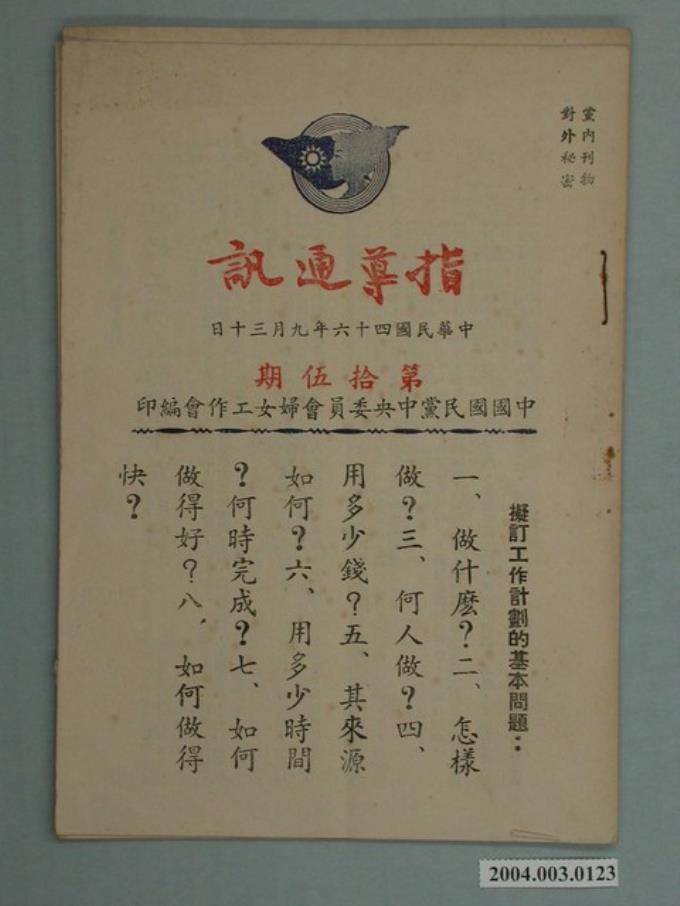 黨內刊物
對外秘密
指導通訊
中華民國四十六年九月三十日
第拾伍期
中國國民黨中央委員會婦女工作會編印
擬訂工作計劃的基本問題：
一、做什麼？二、怎樣
做？三、何人做？四、
用多少錢？五、其來源
如何？六、用多少時間
？何時完成？七、如何
做得好？八、如何做得
快？
2004.003.0123